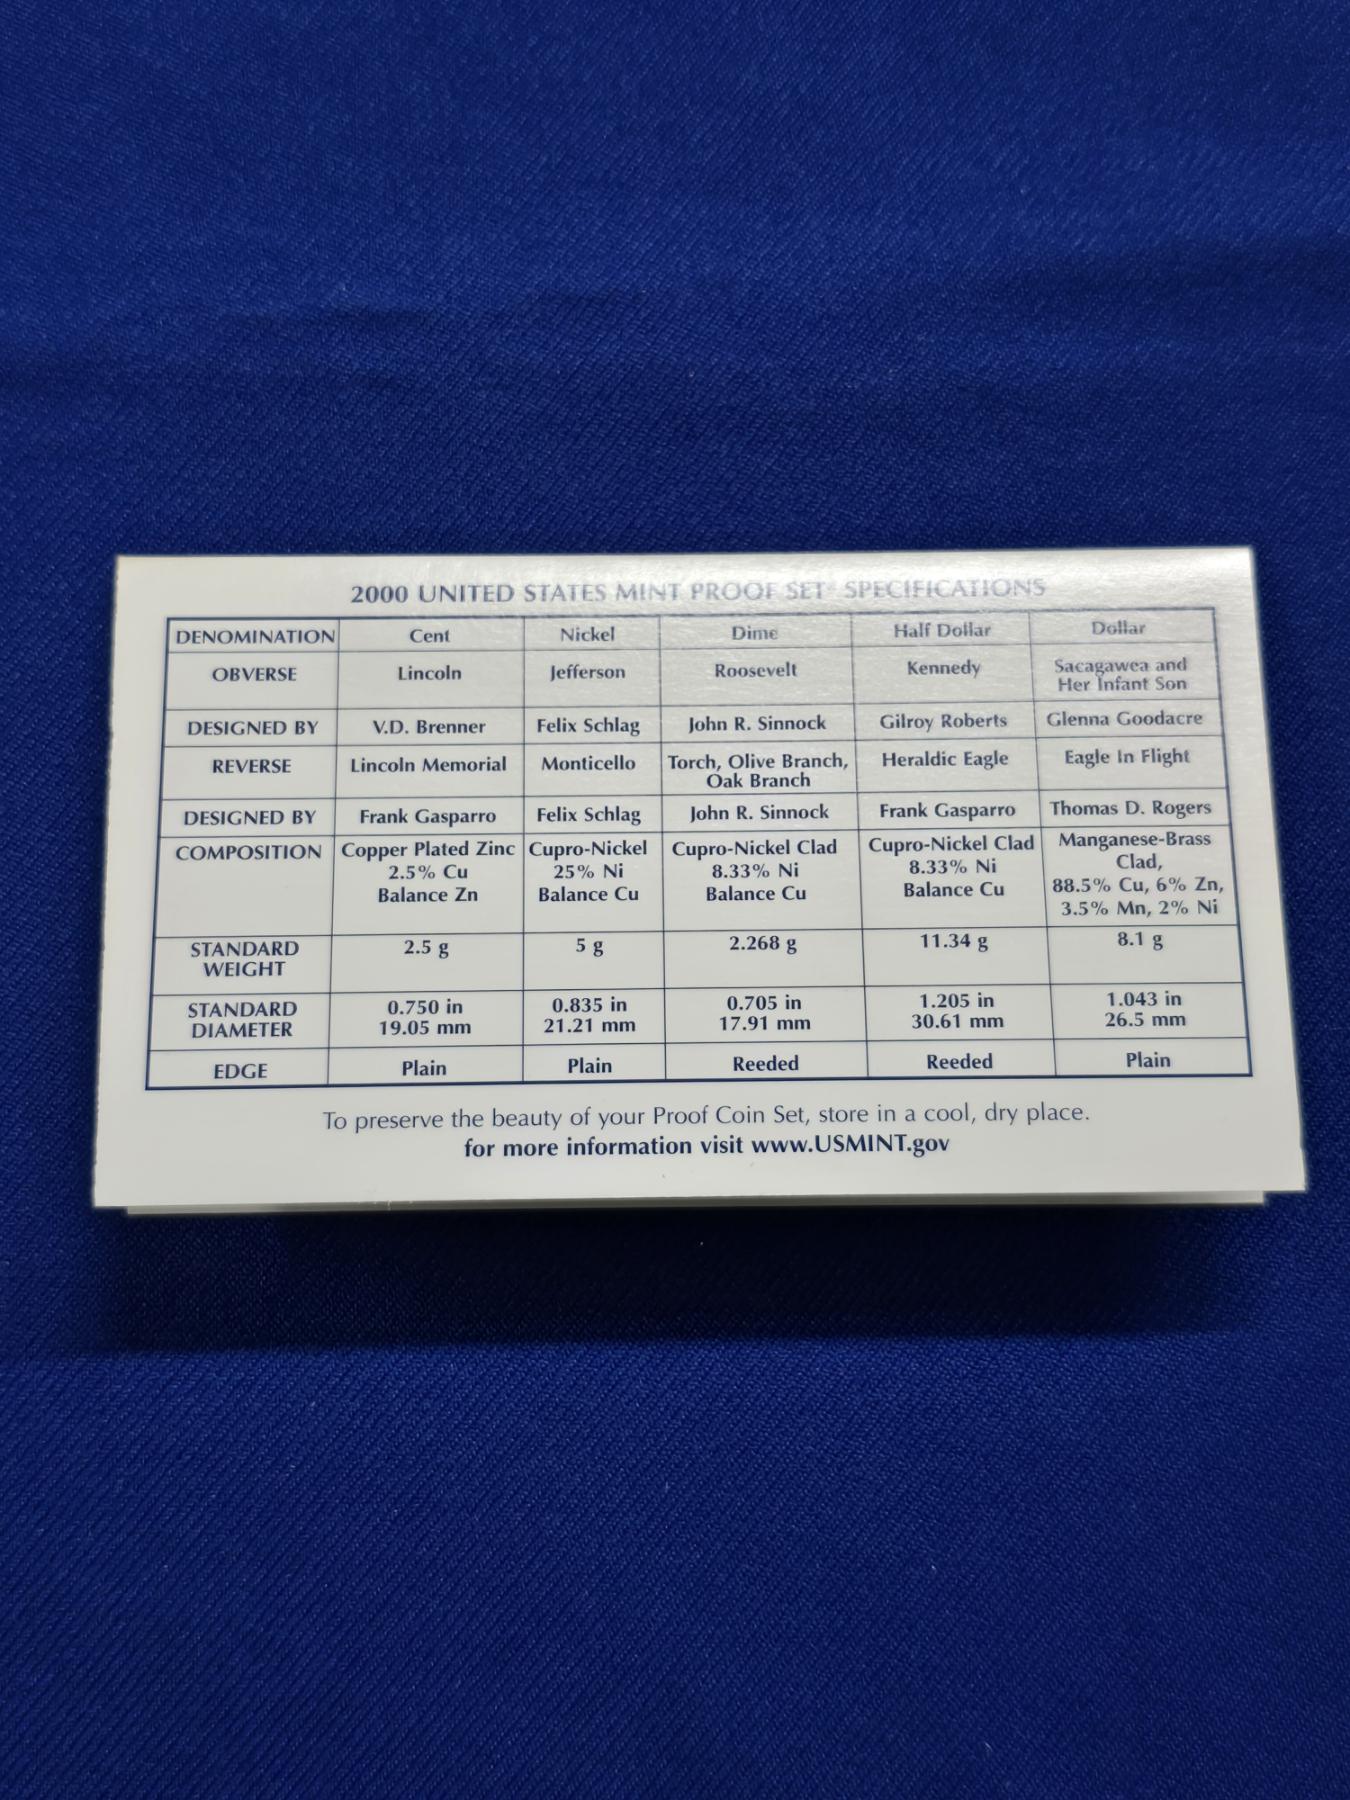 2000 UNITED STATES MINT PROOF SET® SPECIFICATIONS
DENOMINATION Cent Nickel Dime Half Dollar Dollar
OBVERSE Lincoln Jefferson Roosevelt Kennedy Sacagawea and
Her Infant Son
DESIGNED BY V.D. Brenner Felix Schlag John R. Sinnock Gilroy Roberts Glenna Goodacre
REVERSE Lincoln Memorial Monticello Torch, Olive Branch, Heraldic Eagle Eagle In Flight
Oak Branch
DESIGNED BY Frank Gasparro Felix Schlag John R. Sinnock Frank Gasparro Thomas D. Rogers
COMPOSITION Copper Plated Zinc Cupro-Nickel Cupro-Nickel Clad Cupro-Nickel Clad Manganese-Brass
2.5% Cu 25% Ni 8.33% Ni 8.33% Ni Clad,
Balance Zn Balance Cu Balance Cu Balance Cu 88.5% Cu, 6% Zn,
3.5% Mn, 2% Ni
STANDARD 2.5 g 5 g 2.268 g 11.34 g 8.1 g
WEIGHT
STANDARD 0.750 in 0.835 in 0.705 in 1.205 in 1.043 in
DIAMETER 19.05 mm 21.21 mm 17.91 mm 30.61 mm 26.5 mm
EDGE Plain Plain Reeded Reeded Plain
To preserve the beauty of your Proof Coin Set, store in a cool, dry place.
for more information visit www.USMINT.gov